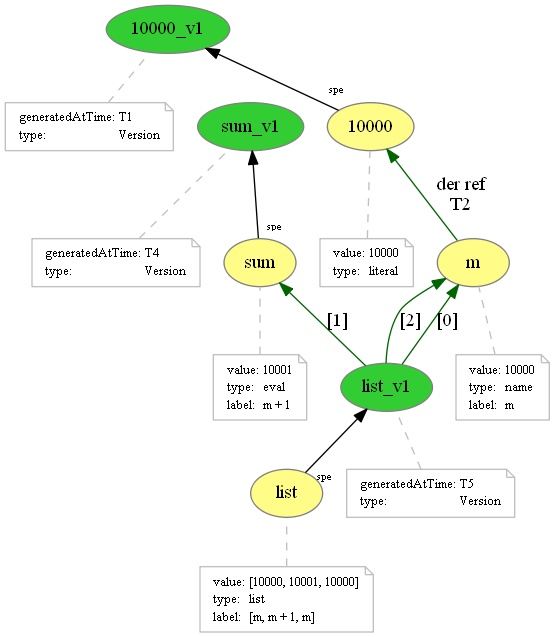 10000_v1
spe
generatedAtTime: T1
type: Version
sum_v1
10000
der ref
T2
spe
generatedAtTime: T4
type: Version
sum
value: 10000
type: literal
m
[1]
[2]
[0]
value: 10001
type: eval
label: m + 1
list_v1
value: 10000
type: name
label: m
spe
list
generatedAtTime: T5
type: Version
value: [10000, 10001, 10000]
type: list
label: [m, m + 1, m]